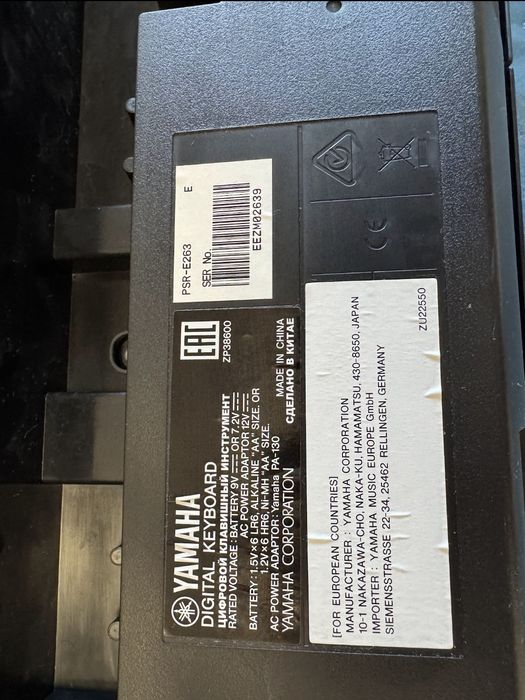 YAMAHA
DIGITAL KEYBOARD
ЦИФРОВОЙ КЛАВИШНЫЙ ИНСТРУМЕНТ
RATED VOLTAGE : BATTERY 9V OR 7.2V
AC POWER ADAPTOR 12V
BATTERY : 1.5V×6 LR6, ALKALINE "AA" SIZE. OR
1.2V×6 HR6, Ni-MH "AA" SIZE.
AC POWER ADAPTOR : Yamaha PA-130
YAMAHA CORPORATION
EAC
ZP38600
MADE IN CHINA
СДЕЛАНО В КИТАЕ
PSR-E263 E
SER No.
EEZM02639
[FOR EUROPEAN COUNTRIES]
MANUFACTURER : YAMAHA CORPORATION
10-1 NAKAZAWA-CHO, NAKA-KU, HAMAMATSU, 430-8650, JAPAN
IMPORTER : YAMAHA MUSIC EUROPE GmbH
SIEMENSSTRASSE 22-34, 25462 RELLINGEN, GERMANY
ZU22550
CE